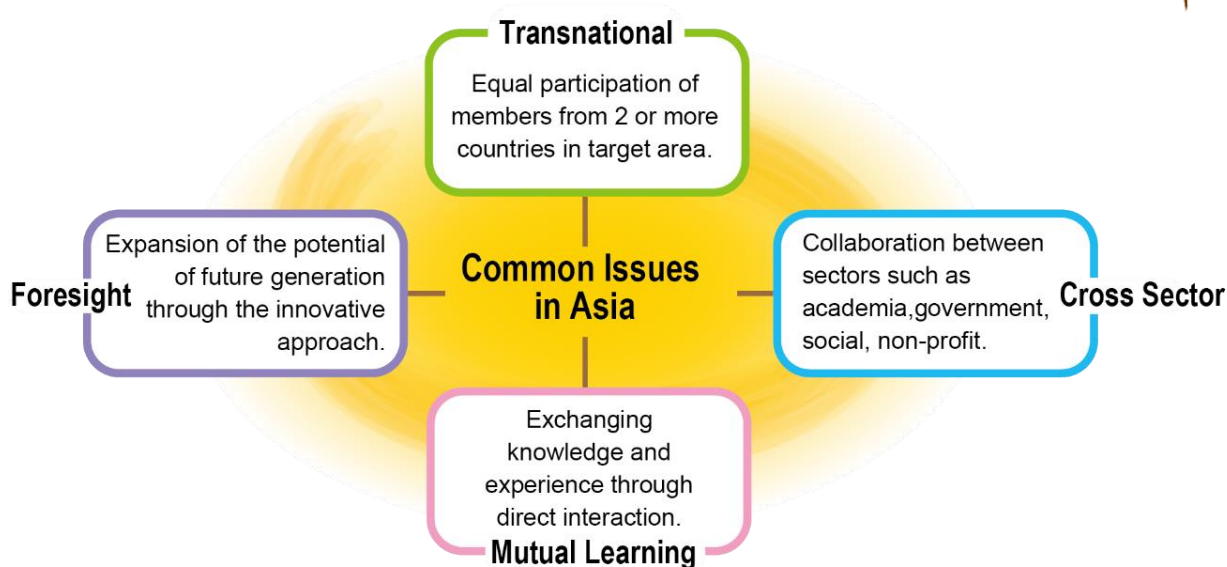 Transnational
Equal participation of
members from 2 or more
countries in target area.
Foresight
Expansion of the potential
of future generation
through the innovative
approach.
Common Issues
in Asia
Collaboration between
sectors such as
academia,government,
social, non-profit.
Cross Sector
Exchanging
knowledge and
experience through
direct interaction.
Mutual Learning